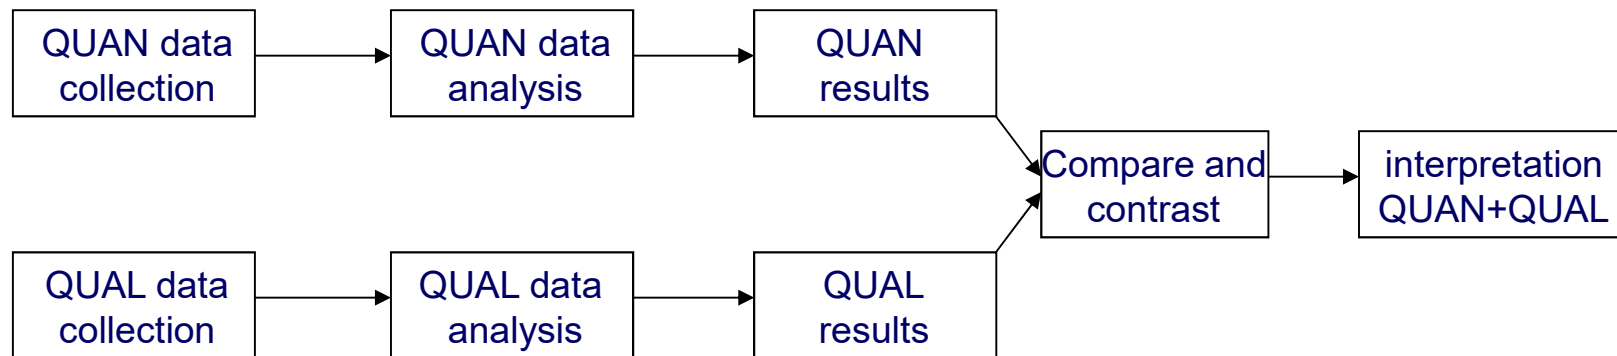 QUAN data
collection
QUAN data
analysis
QUAN
results
Compare and
contrast
interpretation
QUAN+QUAL
QUAL data
collection
QUAL data
analysis
QUAL
results